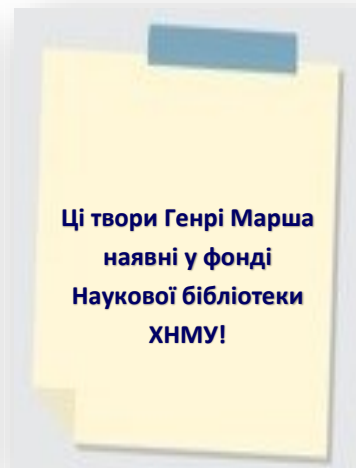 Ці твори Генрі Марша
наявні у фонді
Наукової бібліотеки
ХНМУ!